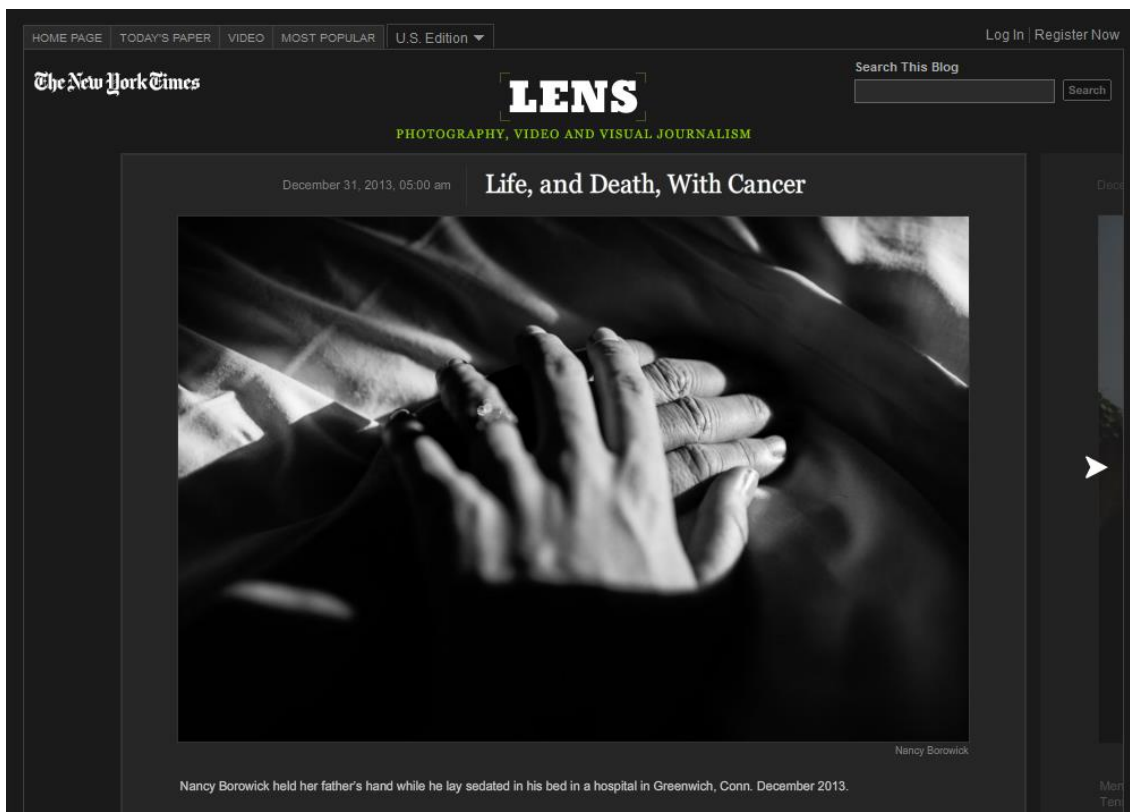 HOME PAGE TODAY'S PAPER VIDEO MOST POPULAR U.S. Edition Log In Register Now
The New York Times
Search This Blog
Search
LENS
PHOTOGRAPHY, VIDEO AND VISUAL JOURNALISM
December 31, 2013, 05:00 am Life, and Death, With Cancer
Nancy Borowick
Nancy Borowick held her father's hand while he lay sedated in his bed in a hospital in Greenwich, Conn. December 2013.